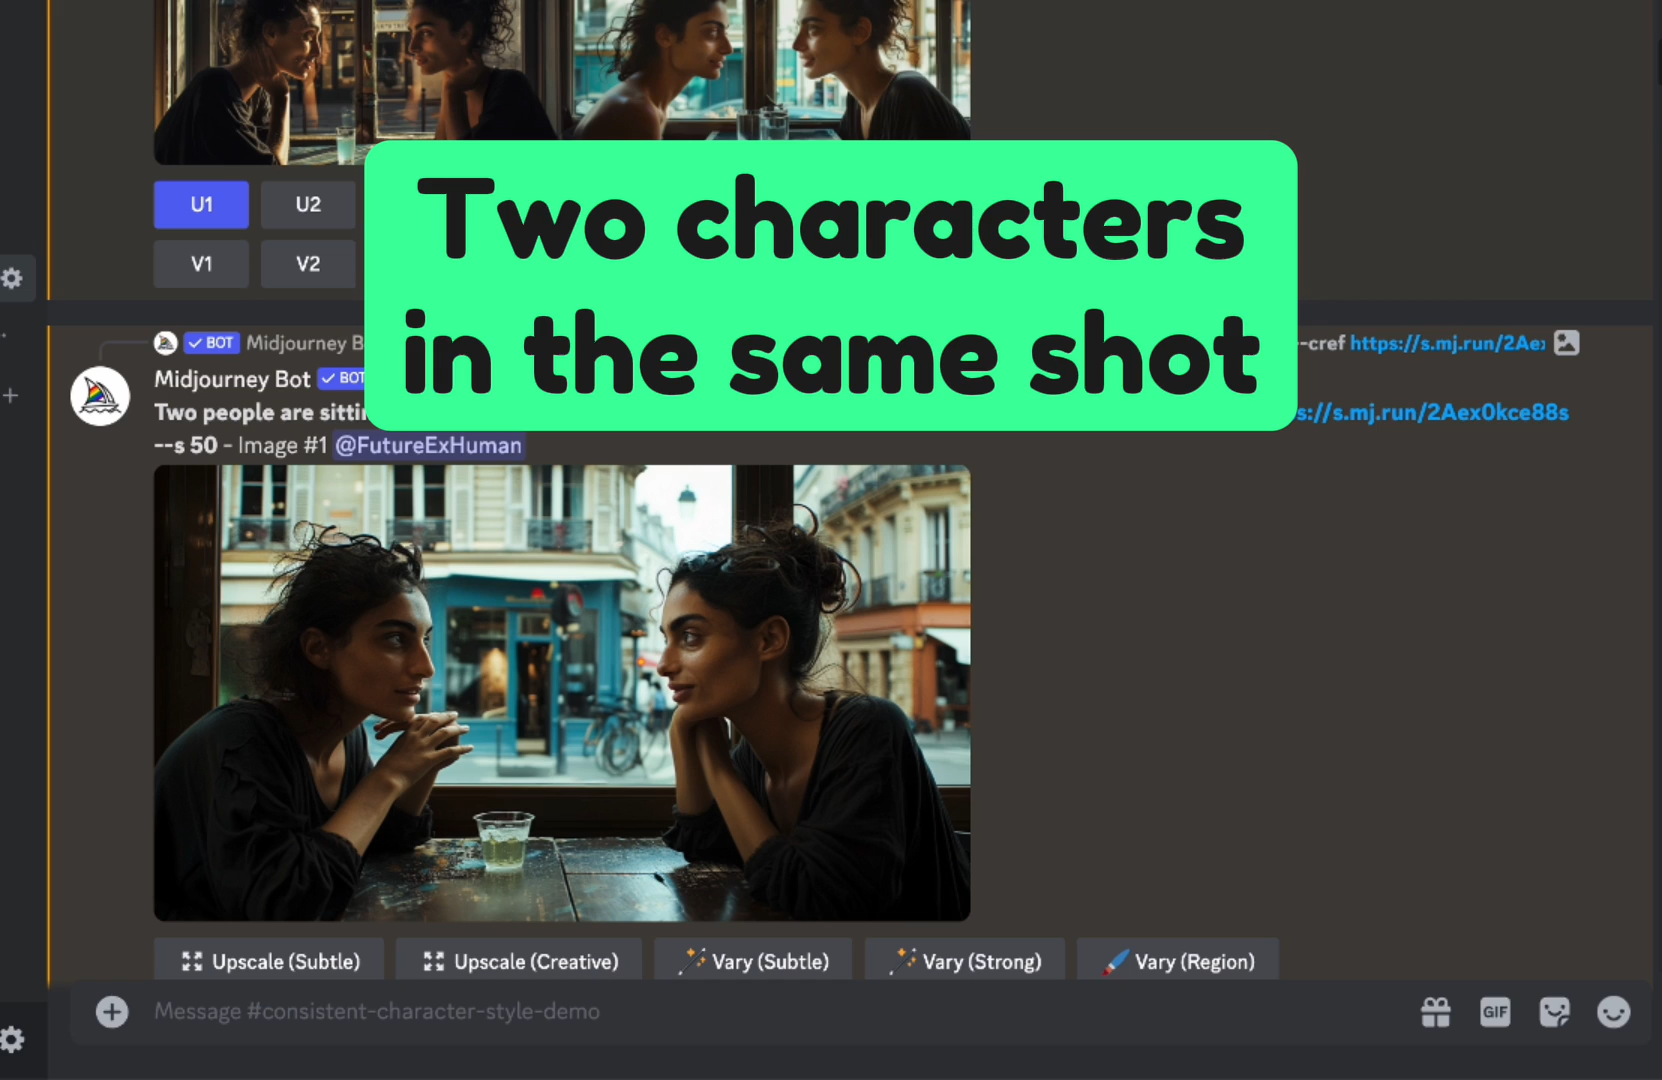 U1 U2
V1 V2
Two characters
in the same shot
BOT Midjourney B
-cref https://s.mj.run/2Aex
Midjourney Bot BOT
Two people are sittin
s://s.mj.run/2Aex0kce88s
--s 50 - Image #1 @FutureExHuman
Upscale (Subtle) Upscale (Creative) Vary (Subtle) Vary (Strong) Vary (Region)
Message #consistent-character-style-demo
GIF